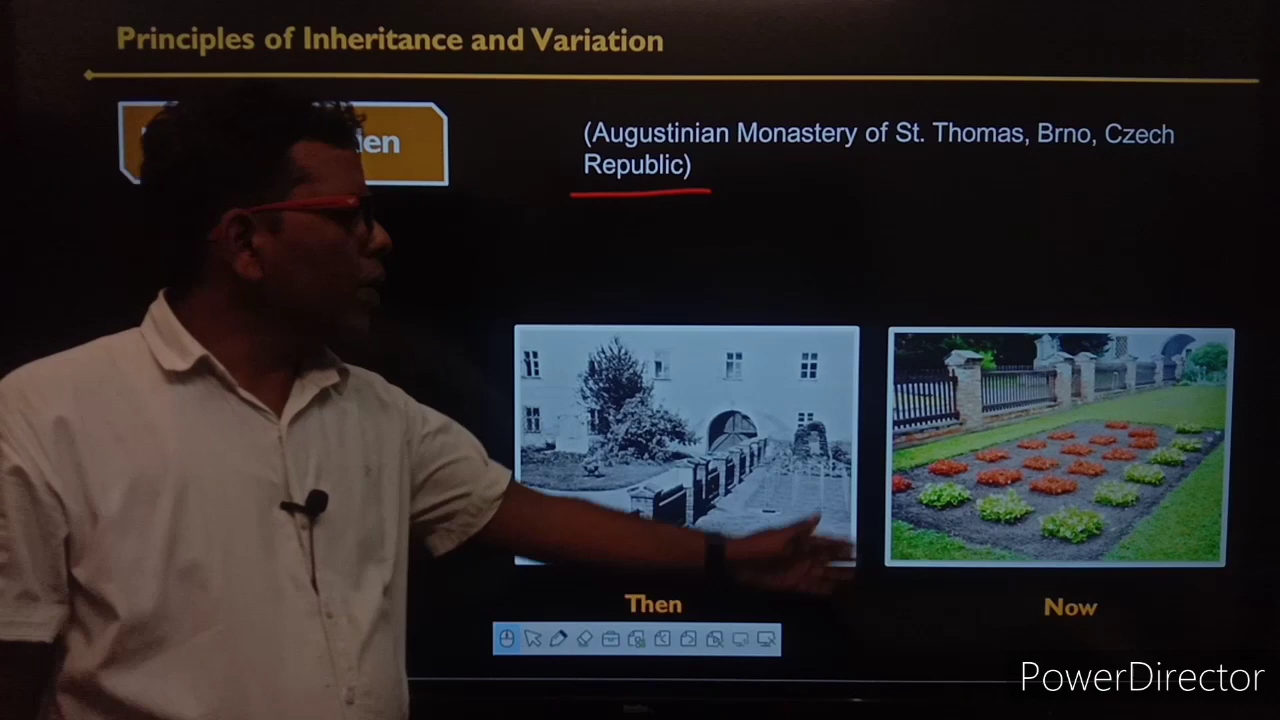 Principles of Inheritance and Variation
(Augustinian Monastery of St. Thomas, Brno, Czech
Republic)
Then
Now
PowerDirector